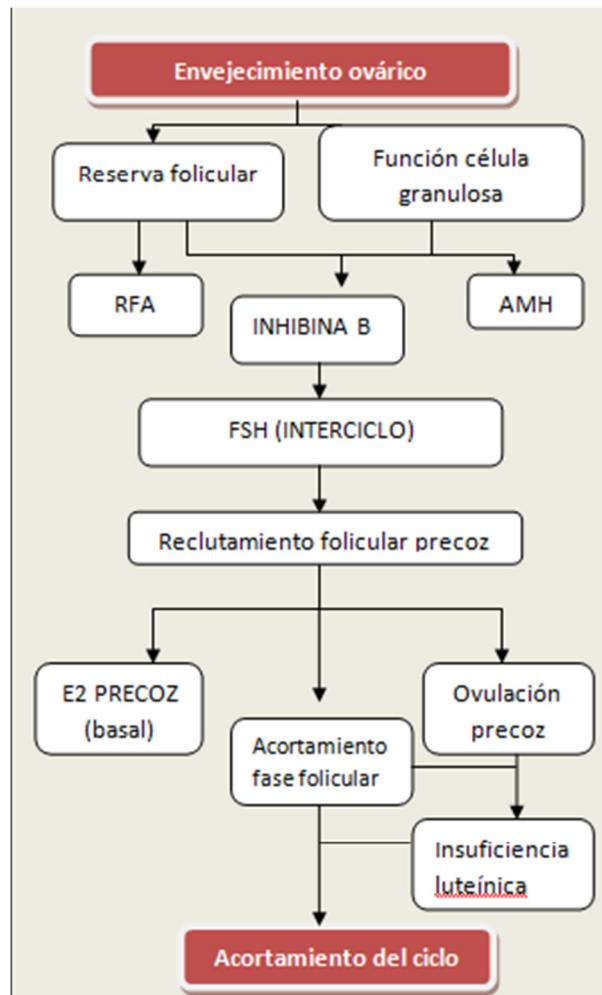 Envejecimiento ovárico
Reserva folicular
Función célula
granulosa
RFA
INHIBINA B
AMH
FSH (INTERCICLO)
Reclutamiento folicular precoz
E2 PRECOZ
(basal)
Acortamiento
fase folicular
Ovulación
precoz
Insuficiencia
luteínica
Acortamiento del ciclo